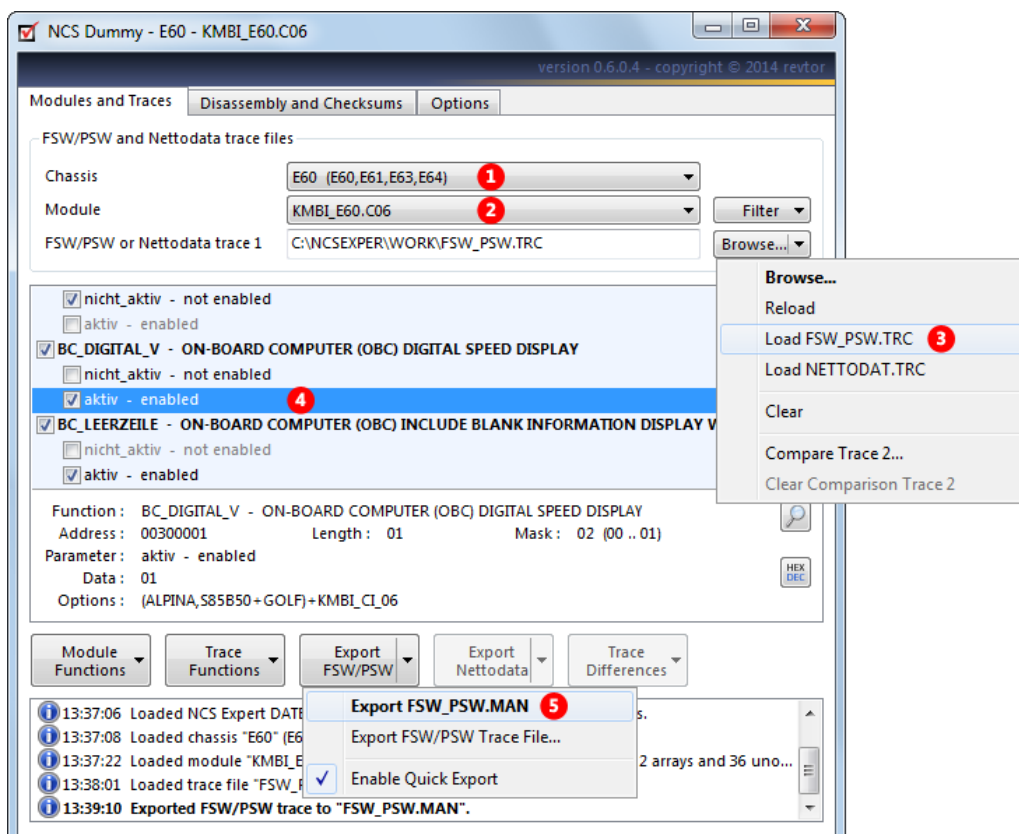 NCS Dummy - E60 - KMBI_E60.C06
version 0.6.0.4 - copyright © 2014 revtor
Modules and Traces Disassembly and Checksums Options
FSW/PSW and Nettodata trace files
Chassis E60 (E60,E61,E63,E64) 1
Module KMBI_E60.C06 2 Filter
FSW/PSW or Nettodata trace 1 C:\NCSEXPER\WORK\FSW_PSW.TRC Browse...
Browse...
Reload
Load FSW_PSW.TRC 3
Load NETTODAT.TRC
Clear
Compare Trace 2...
Clear Comparison Trace 2
nicht_aktiv - not enabled
aktiv - enabled
BC_DIGITAL_V - ON-BOARD COMPUTER (OBC) DIGITAL SPEED DISPLAY
nicht_aktiv - not enabled
aktiv - enabled 4
BC_LEERZEILE - ON-BOARD COMPUTER (OBC) INCLUDE BLANK INFORMATION DISPLAY
nicht_aktiv - not enabled
aktiv - enabled
Function : BC_DIGITAL_V - ON-BOARD COMPUTER (OBC) DIGITAL SPEED DISPLAY
Address : 00300001 Length : 01 Mask : 02 (00 .. 01)
Parameter : aktiv - enabled
Data : 01
Options : (ALPINA,S85B50+GOLF)+KMBI_CI_06
HEX
DEC
Module Functions Trace Functions Export FSW/PSW Export Nettodata Trace Differences
Export FSW_PSW.MAN 5
Export FSW/PSW Trace File...
Enable Quick Export
13:37:06 Loaded NCS Expert DATE s.
13:37:08 Loaded chassis "E60" (E6
13:37:22 Loaded module "KMBI_E 2 arrays and 36 uno...
13:38:01 Loaded trace file "FSW_
13:39:10 Exported FSW/PSW trace to "FSW_PSW.MAN".